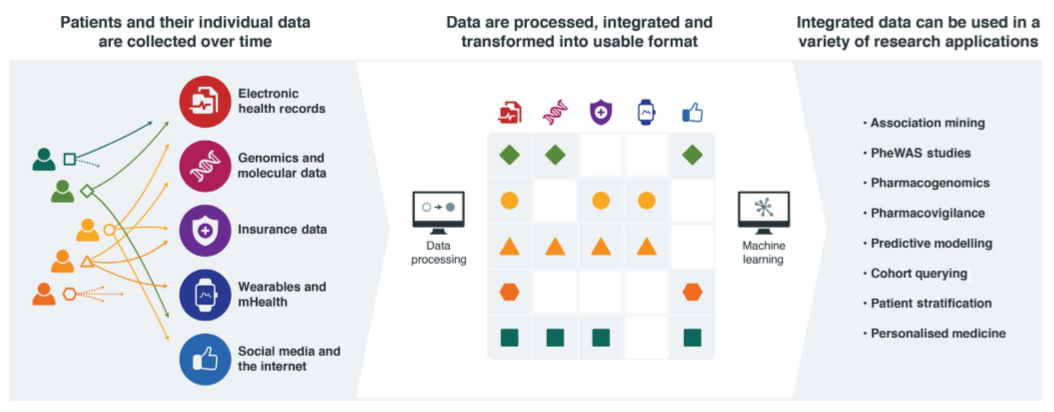 Patients and their individual data
are collected over time
Data are processed, integrated and
transformed into usable format
Integrated data can be used in a
variety of research applications
Electronic
health records
Genomics and
molecular data
Insurance data
Wearables and
mHealth
Social media and
the internet
Data
processing
Machine
learning
• Association mining
• PheWAS studies
• Pharmacogenomics
• Pharmacovigilance
• Predictive modelling
• Cohort querying
• Patient stratification
• Personalised medicine